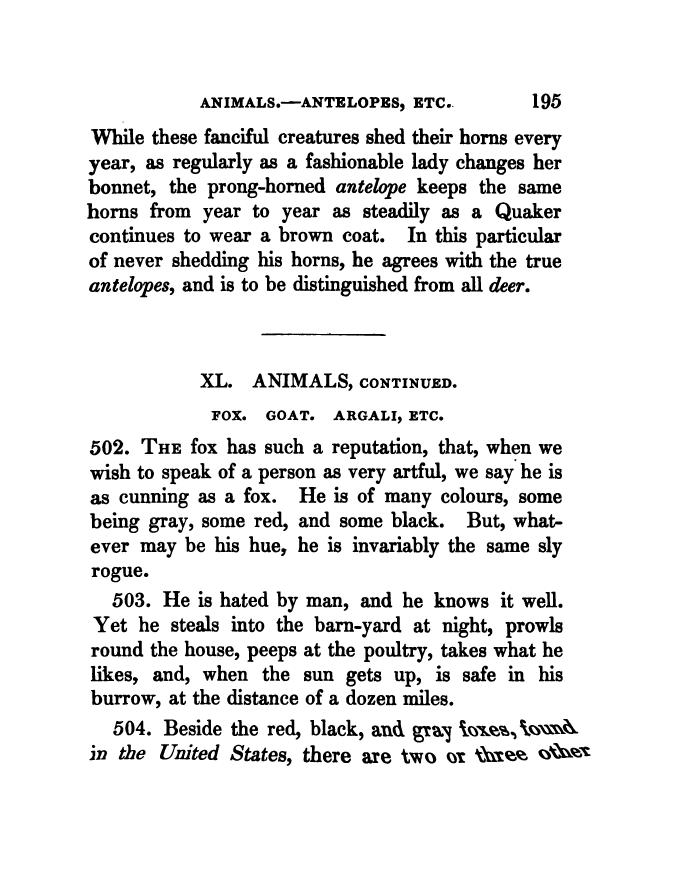 ANIMALS.—ANTELOPES, ETC. 195
While these fanciful creatures shed their horns every
year, as regularly as a fashionable lady changes her
bonnet, the prong-horned antelope keeps the same
horns from year to year as steadily as a Quaker
continues to wear a brown coat. In this particular
of never shedding his horns, he agrees with the true
antelopes, and is to be distinguished from all deer.
XL. ANIMALS, CONTINUED.
FOX. GOAT. ARGALI, ETC.
502. THE fox has such a reputation, that, when we
wish to speak of a person as very artful, we say he is
as cunning as a fox. He is of many colours, some
being gray, some red, and some black. But, what-
ever may be his hue, he is invariably the same sly
rogue.
503. He is hated by man, and he knows it well.
Yet he steals into the barn-yard at night, prowls
round the house, peeps at the poultry, takes what he
likes, and, when the sun gets up, is safe in his
burrow, at the distance of a dozen miles.
504. Beside the red, black, and gray foxes, found
in the United States, there are two or three other